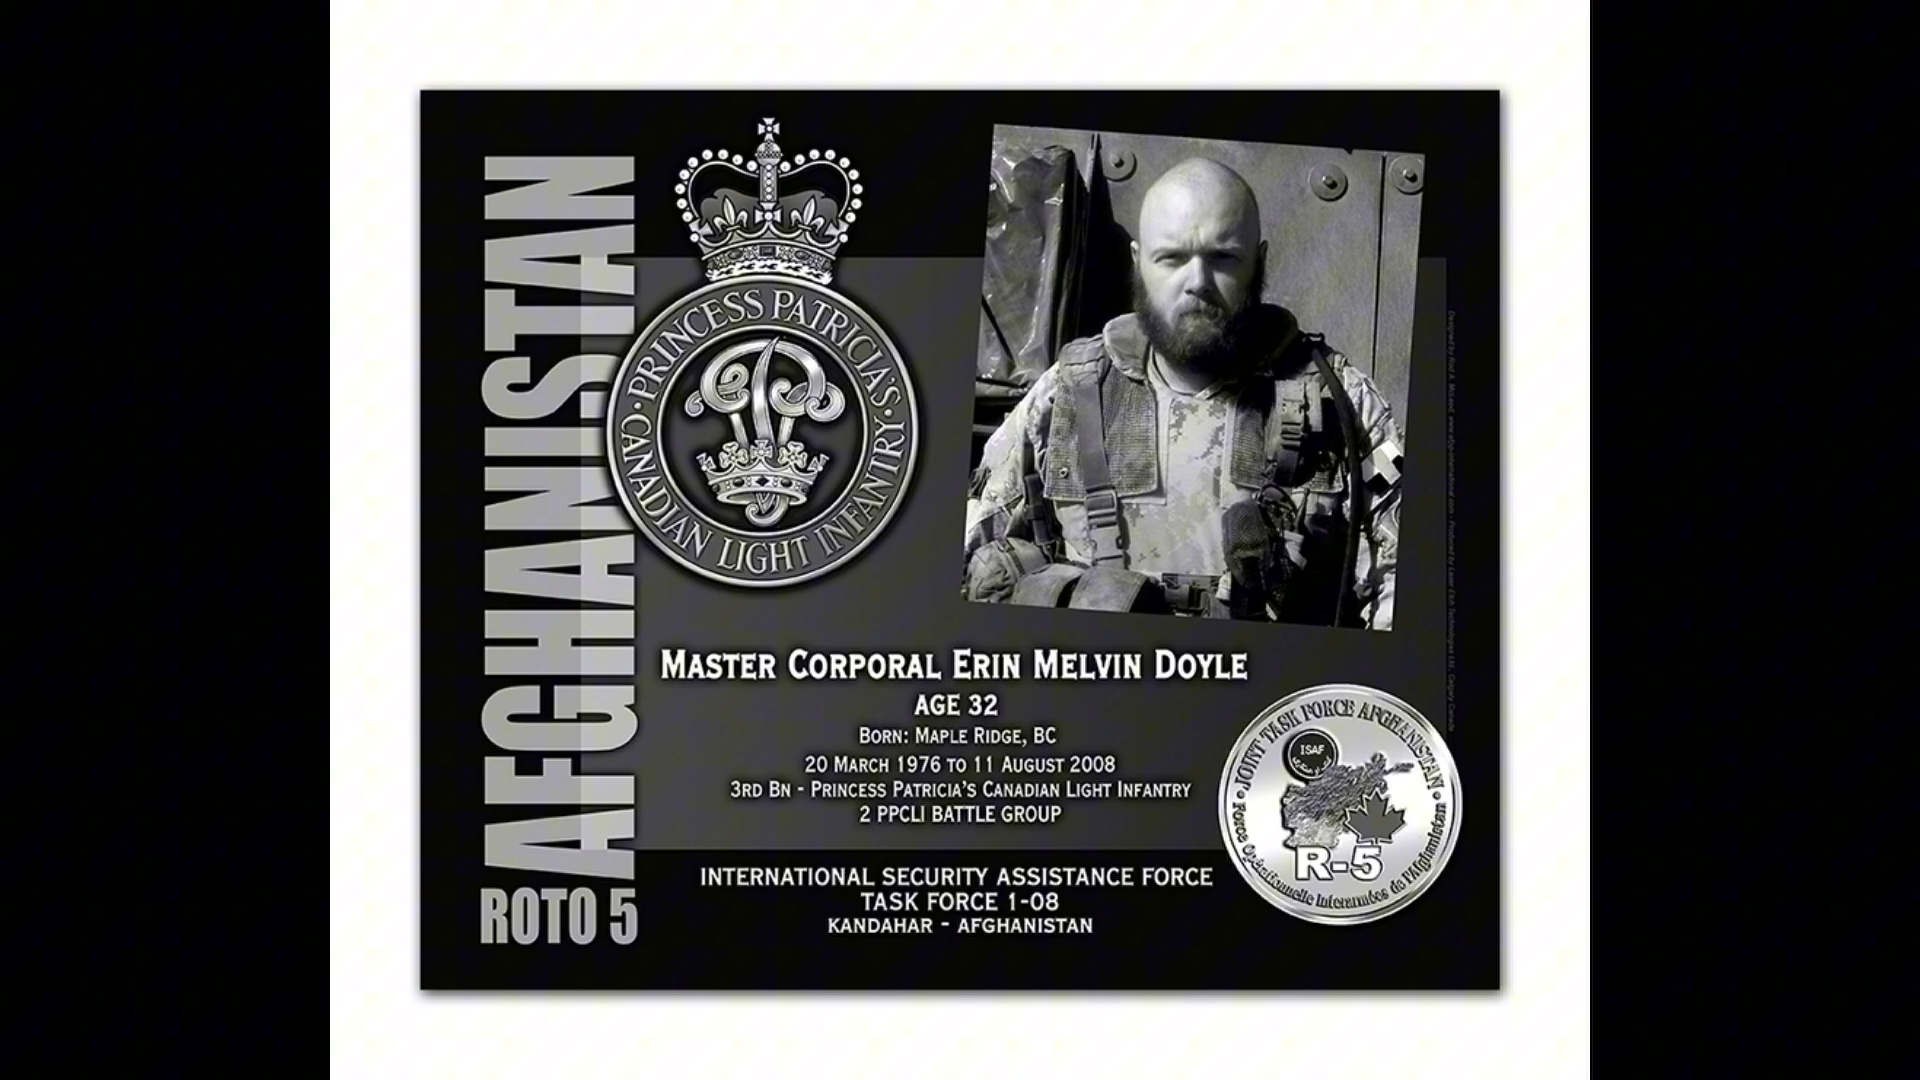 AFGHANISTAN
ROTO 5
PRINCESS PATRICIA'S
CANADIAN LIGHT INFANTRY
MASTER CORPORAL ERIN MELVIN DOYLE
AGE 32
BORN: MAPLE RIDGE, BC
20 MARCH 1976 TO 11 AUGUST 2008
3RD BN - PRINCESS PATRICIA'S CANADIAN LIGHT INFANTRY
2 PPCLI BATTLE GROUP
INTERNATIONAL SECURITY ASSISTANCE FORCE
TASK FORCE 1-08
KANDAHAR - AFGHANISTAN
JOINT TASK FORCE AFGHANISTAN
ISAF
R-5
Force Opérationnelle Interarmées de l'Afghanistan